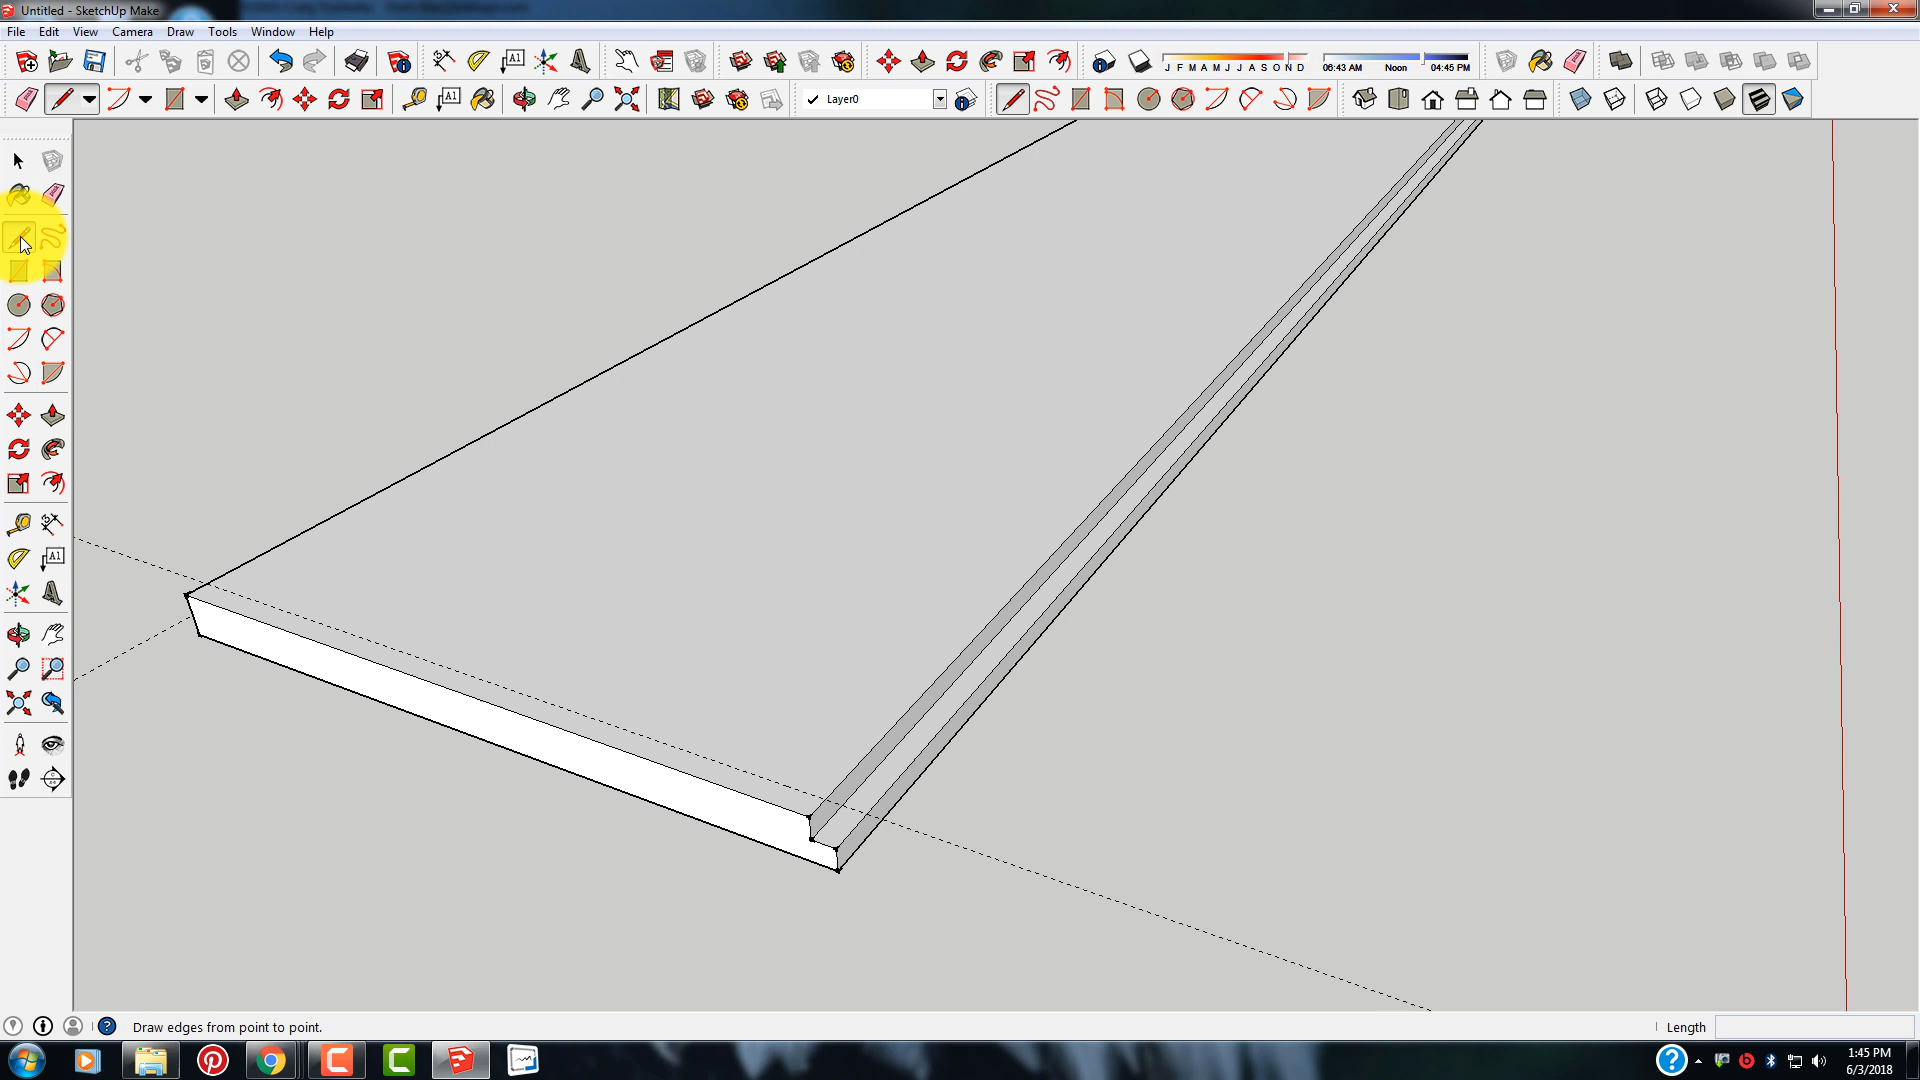 Untitled - SketchUp Make
File Edit View Camera Draw Tools Window Help
J F M A M J J A S O N D
06:43 AM Noon 04:45 PM
Layer0
A1
Draw edges from point to point.
Length
1:45 PM
6/3/2018